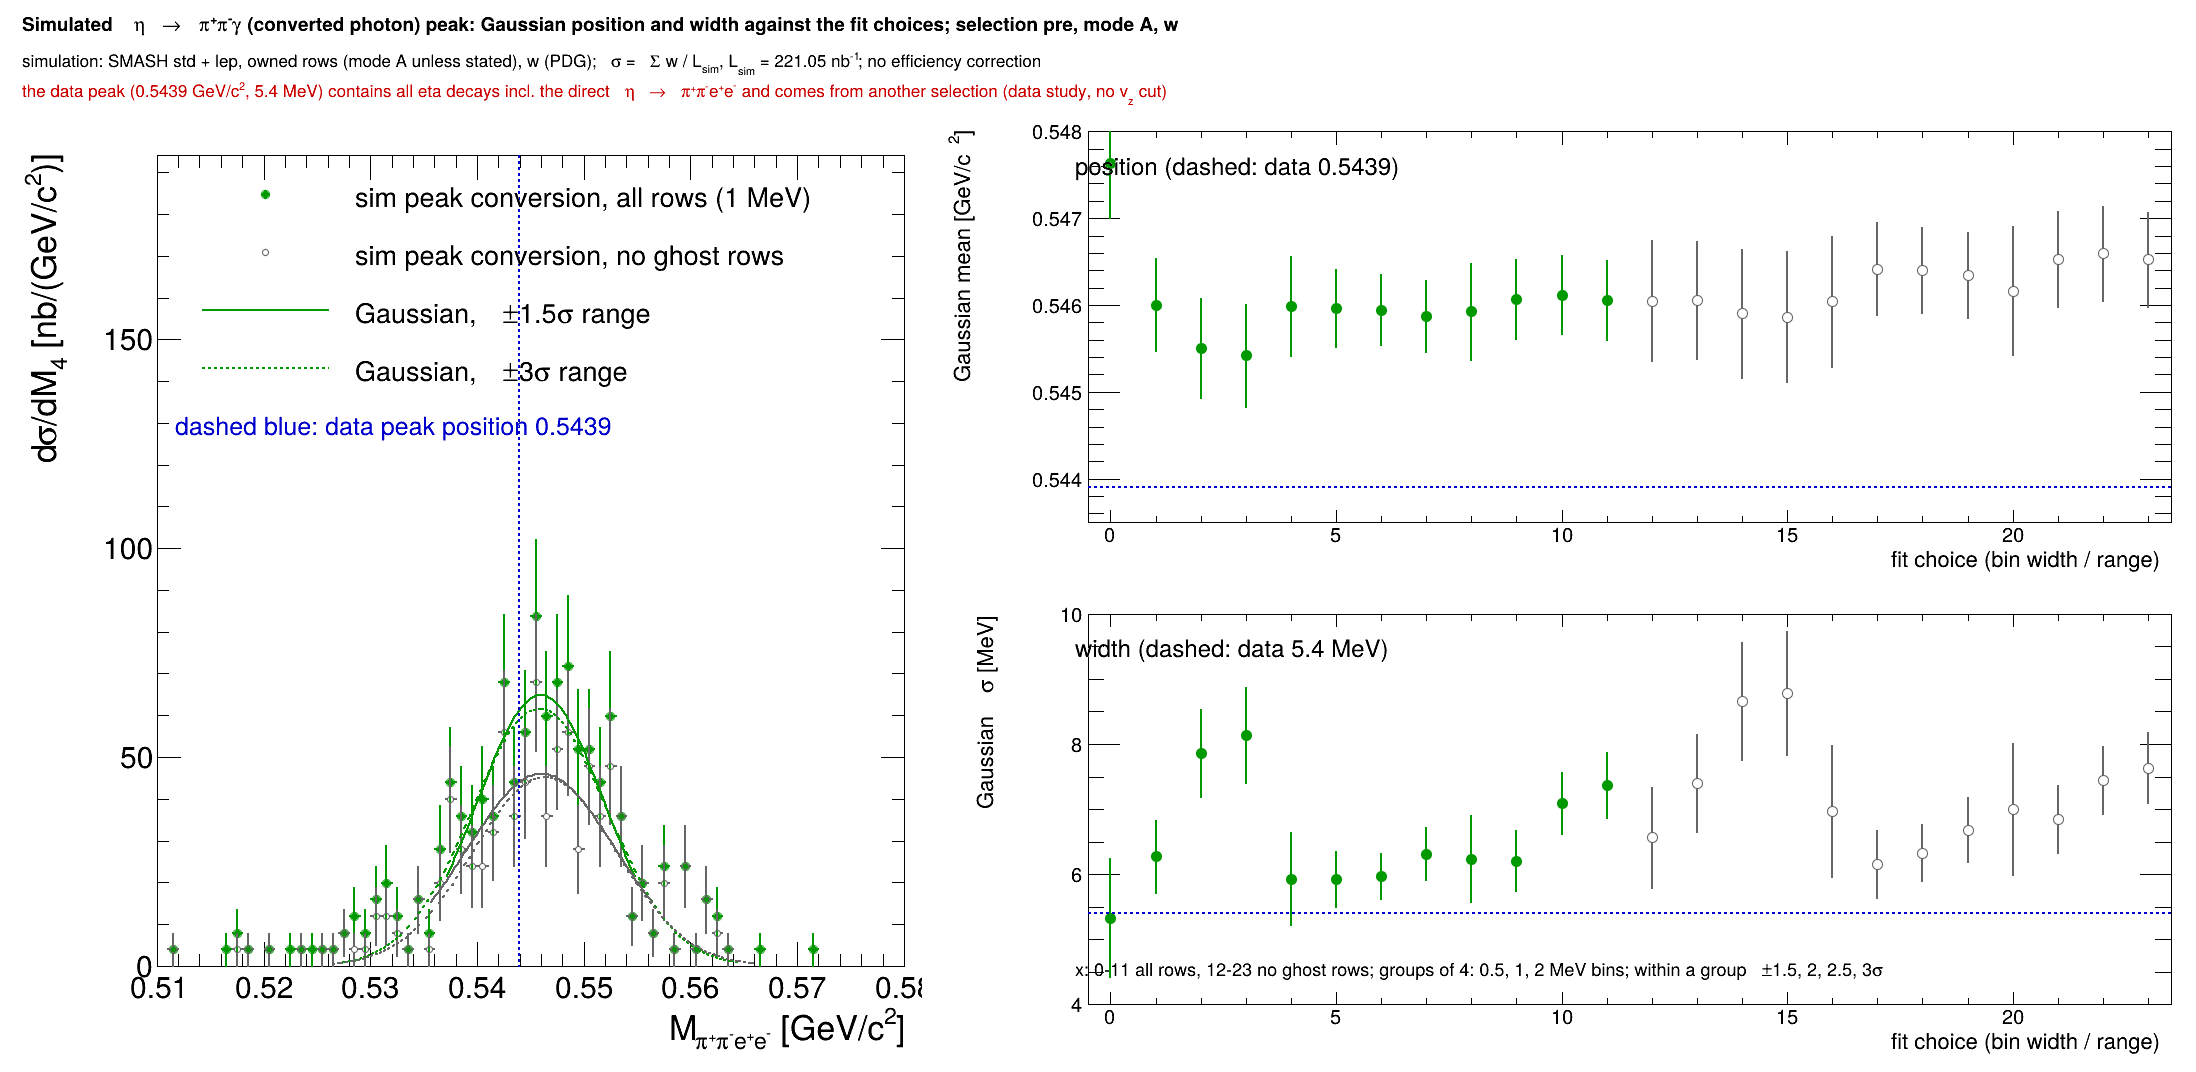 Simulated η → π⁺π⁻γ (converted photon) peak: Gaussian position and width against the fit choices; selection pre, mode A, w
simulation: SMASH std + lep, owned rows (mode A unless stated), w (PDG); σ = Σ w / L_sim, L_sim = 221.05 nb⁻¹; no efficiency correction
the data peak (0.5439 GeV/c², 5.4 MeV) contains all eta decays incl. the direct η → π⁺π⁻e⁺e⁻ and comes from another selection (data study, no v_z cut)
dσ/dM₄ [nb/(GeV/c²)]
sim peak conversion, all rows (1 MeV)
sim peak conversion, no ghost rows
Gaussian, ±1.5σ range
Gaussian, ±3σ range
dashed blue: data peak position 0.5439
150
100
50
0
0.51 0.52 0.53 0.54 0.55 0.56 0.57 0.58
M_π⁺π⁻e⁺e⁻ [GeV/c²]
Gaussian mean [GeV/c²]
position (dashed: data 0.5439)
0.548
0.547
0.546
0.545
0.544
0 5 10 15 20
fit choice (bin width / range)
Gaussian σ [MeV]
width (dashed: data 5.4 MeV)
10
8
6
4
x: 0-11 all rows, 12-23 no ghost rows; groups of 4: 0.5, 1, 2 MeV bins; within a group ±1.5, 2, 2.5, 3σ
0 5 10 15 20
fit choice (bin width / range)